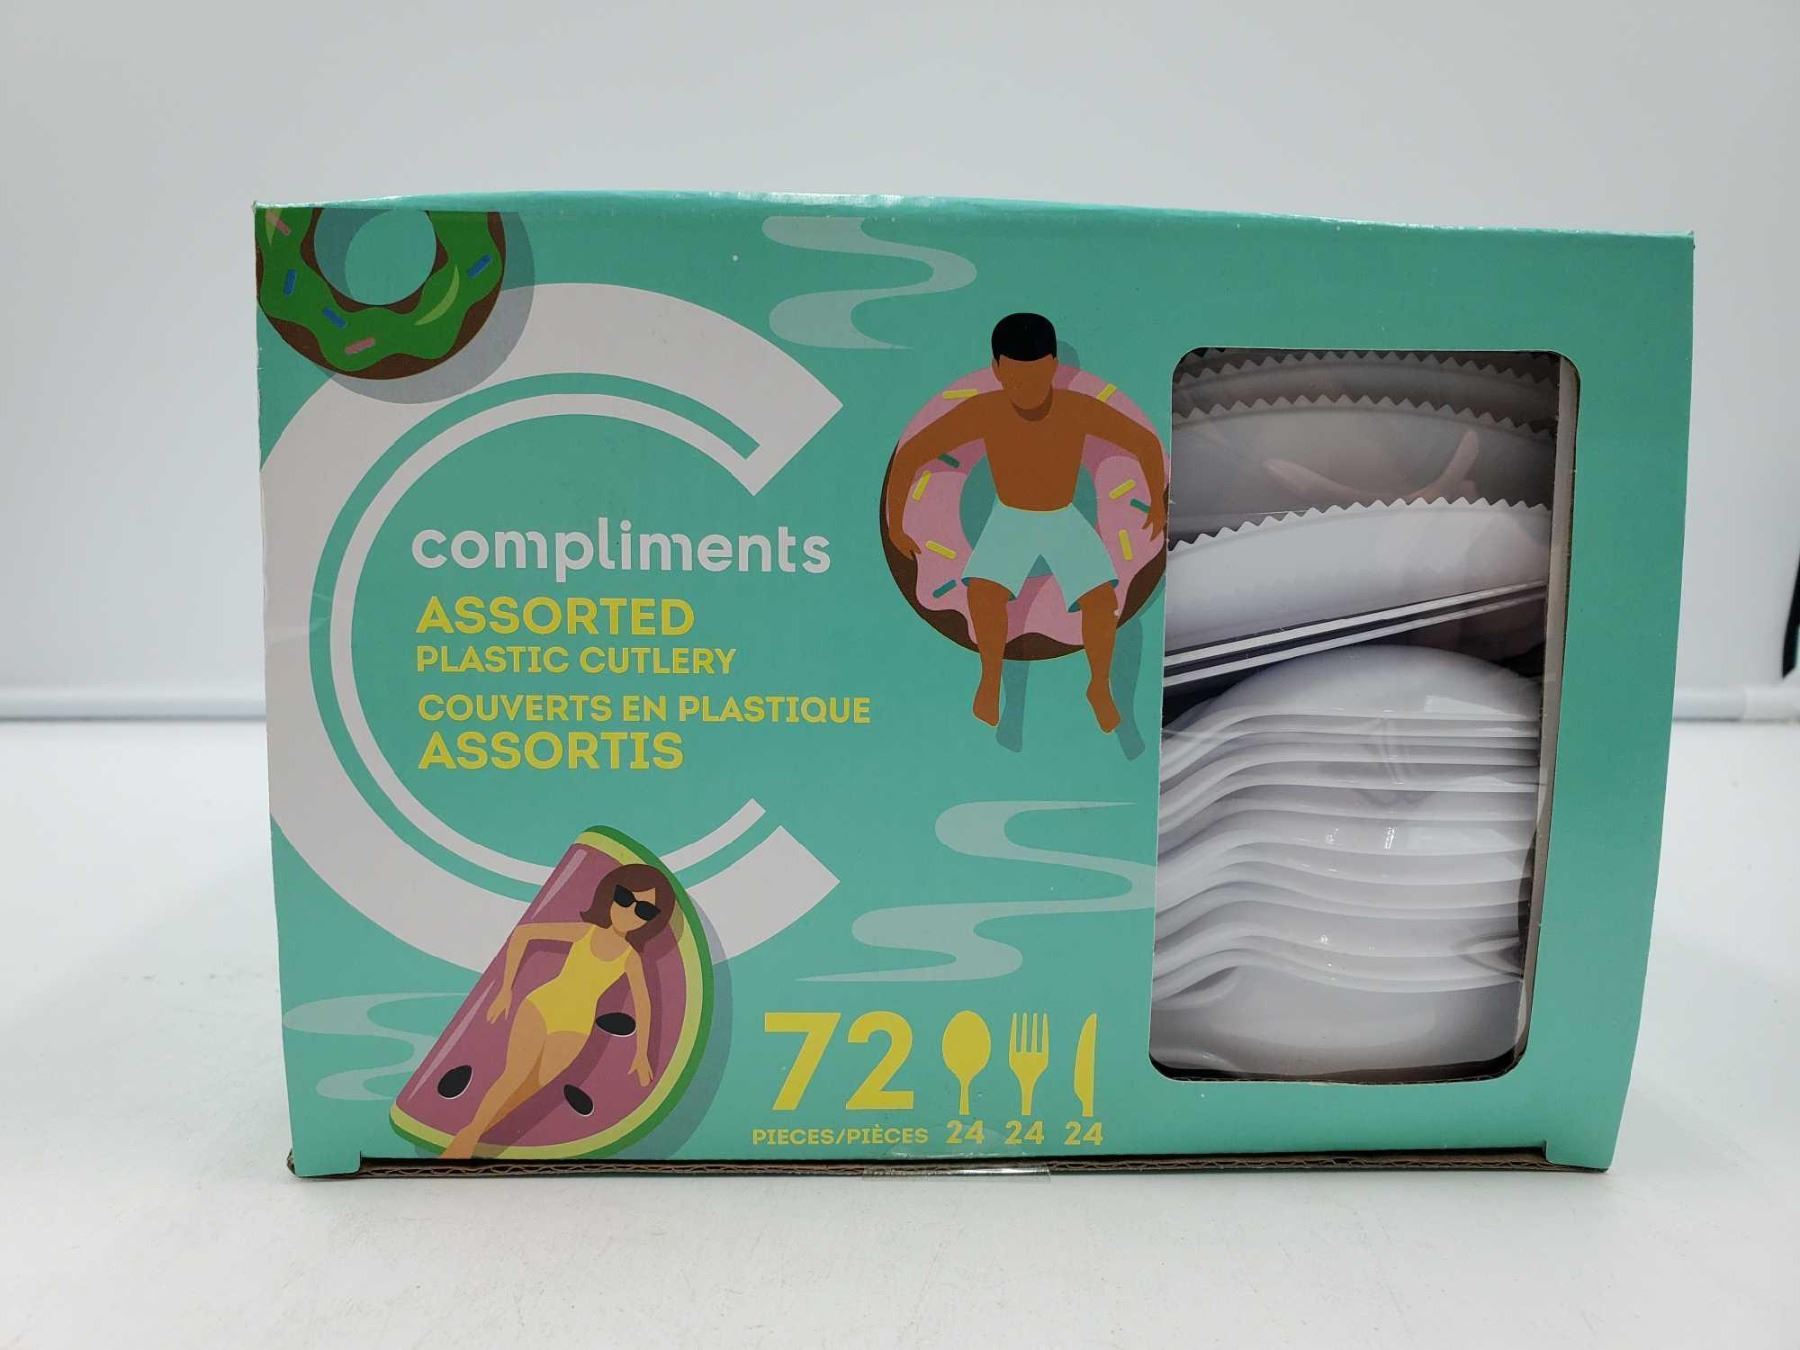 compliments
ASSORTED
PLASTIC CUTLERY
COUVERTS EN PLASTIQUE
ASSORTIS
72
PIECES/PIÈCES 24 24 24